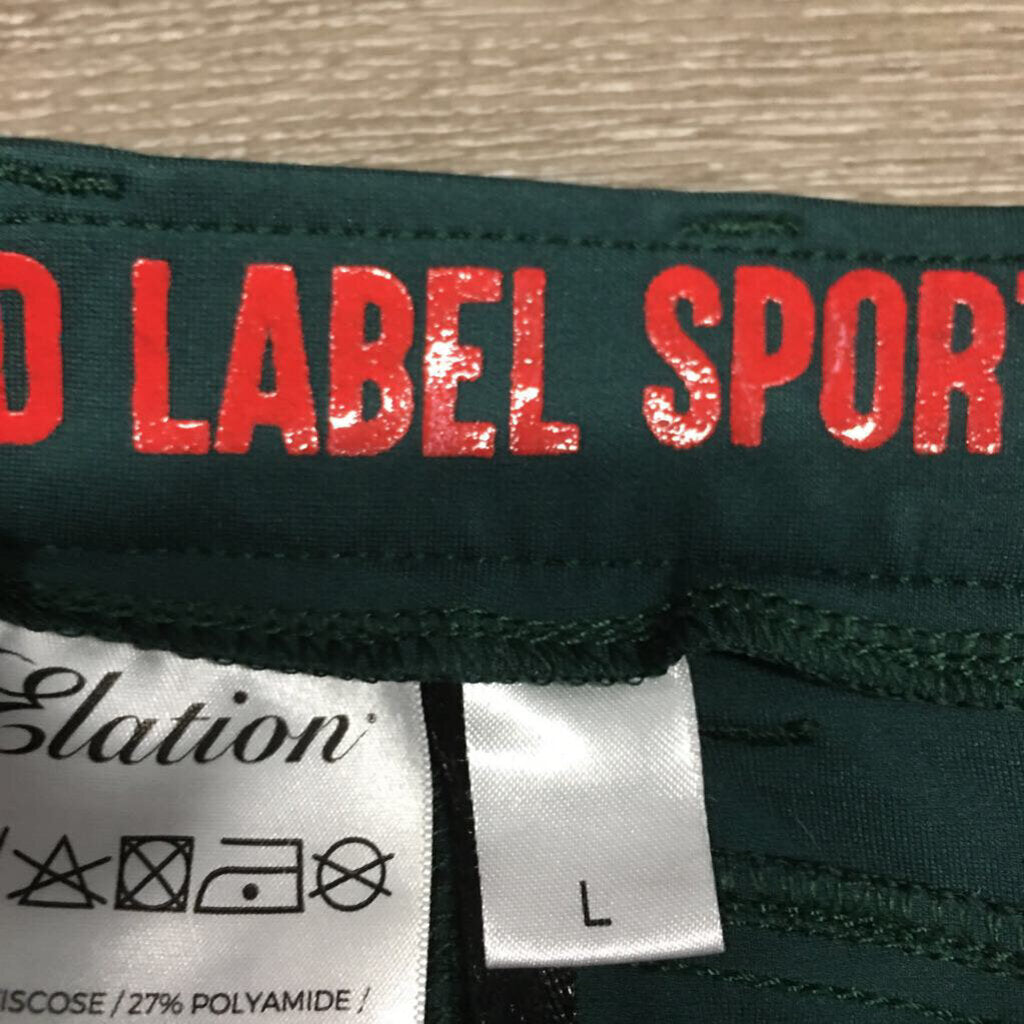 D LABEL SPORT
Elation
L
ISCOSE / 27% POLYAMIDE /